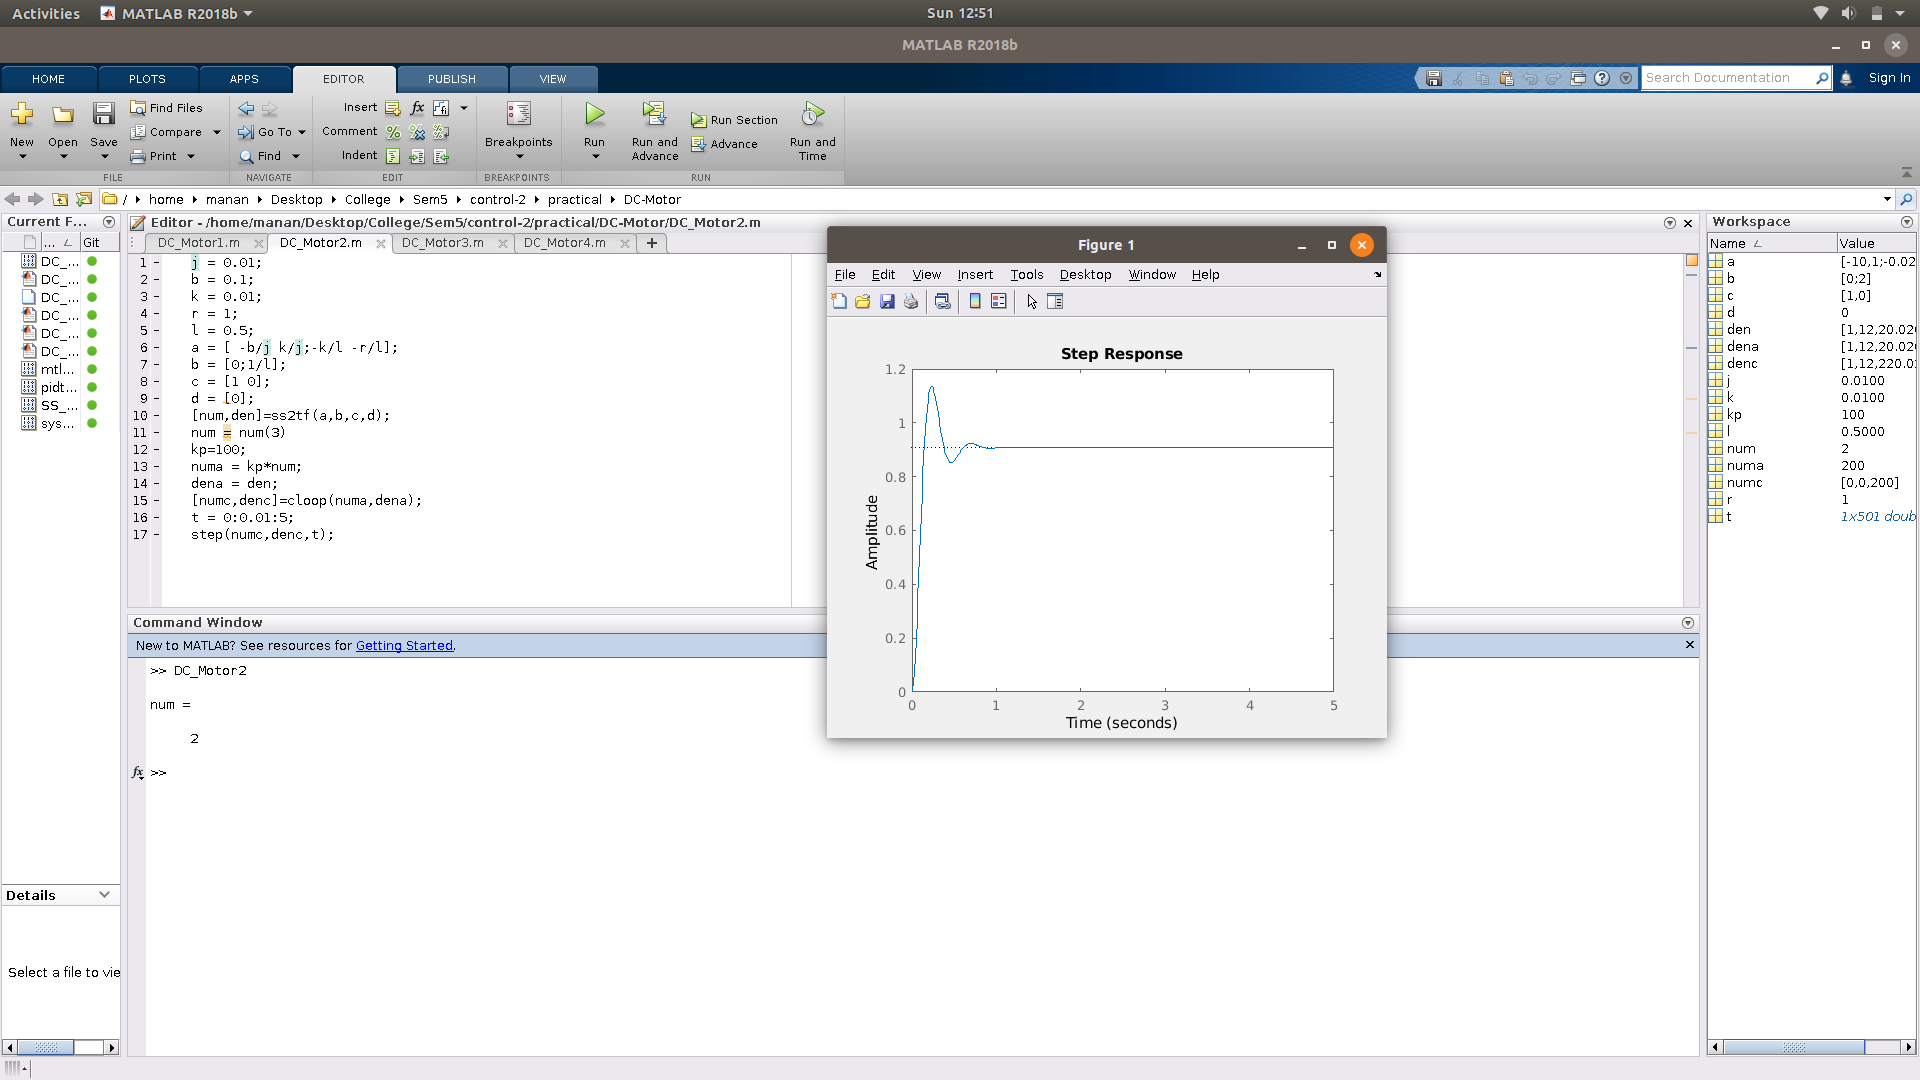 Activities MATLAB R2018b Sun 12:51
MATLAB R2018b
HOME PLOTS APPS EDITOR PUBLISH VIEW Search Documentation Sign In
New Open Save Find Files Compare Print
FILE
Go To Find
NAVIGATE
Insert fx
Comment
Indent
EDIT
Breakpoints
BREAKPOINTS
Run Run and Advance Run Section Advance Run and Time
RUN
/ home manan Desktop College Sem5 control-2 practical DC-Motor
Current F...
... Git
DC_...
DC_...
DC_...
DC_...
DC_...
DC_...
mtl...
pidt...
SS_...
sys...
Details
Select a file to vie
Editor - /home/manan/Desktop/College/Sem5/control-2/practical/DC-Motor/DC_Motor2.m
DC_Motor1.m DC_Motor2.m DC_Motor3.m DC_Motor4.m +
1 - j = 0.01;
2 - b = 0.1;
3 - k = 0.01;
4 - r = 1;
5 - l = 0.5;
6 - a = [ -b/j k/j;-k/l -r/l];
7 - b = [0;1/l];
8 - c = [1 0];
9 - d = [0];
10 - [num,den]=ss2tf(a,b,c,d);
11 - num = num(3)
12 - kp=100;
13 - numa = kp*num;
14 - dena = den;
15 - [numc,denc]=cloop(numa,dena);
16 - t = 0:0.01:5;
17 - step(numc,denc,t);
Command Window
New to MATLAB? See resources for Getting Started.
>> DC_Motor2
num =
2
fx >>
Figure 1
File Edit View Insert Tools Desktop Window Help
Step Response
1.2
1
0.8
0.6
0.4
0.2
0
Amplitude
0 1 2 3 4 5
Time (seconds)
Workspace
Name Value
a [-10,1;-0.02
b [0;2]
c [1,0]
d 0
den [1,12,20.020
dena [1,12,20.020
denc [1,12,220.0
j 0.0100
k 0.0100
kp 100
l 0.5000
num 2
numa 200
numc [0,0,200]
r 1
t 1x501 doub